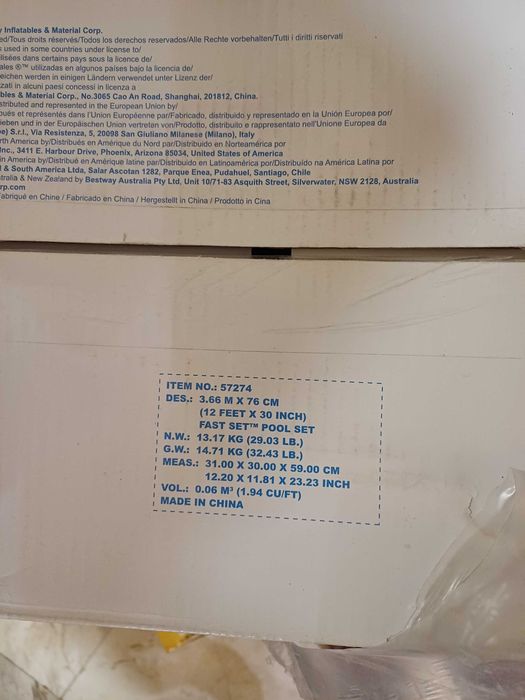 Inflatables & Material Corp.
ed/Tous droits réservés/Todos los derechos reservados/Alle Rechte vorbehalten/Tutti i diritti riservati
used in some countries under license to/
lisées dans certains pays sous la licence de/
ales ®™ utilizadas en algunos países bajo la licencia de/
eichen werden in einigen Ländern verwendet unter Lizenz der/
zati in alcuni paesi concessi in licenza a
bles & Material Corp., No.3065 Cao An Road, Shanghai, 201812, China.
stributed and represented in the European Union by/
bués et représentés dans l'Union Européenne par/Fabricado, distribuido y representado en la Unión Europea por/
ieben und in der Europäischen Union vertreten von/Prodotto, distribuito e rappresentato nell'Unione Europea da
e) S.r.l., Via Resistenza, 5, 20098 San Giuliano Milanese (Milano), Italy
rth America by/Distribués en Amérique du Nord par/Distribuido en Norteamérica por
Inc., 3411 E. Harbour Drive, Phoenix, Arizona 85034, United States of America
in America by/Distribué en Amérique latine par/Distribuido en Latinoamérica por/Distribuído na América Latina por
l & South America Ltda, Salar Ascotan 1282, Parque Enea, Pudahuel, Santiago, Chile
tralia & New Zealand by Bestway Australia Pty Ltd, Unit 10/71-83 Asquith Street, Silverwater, NSW 2128, Australia
rp.com
Fabriqué en Chine / Fabricado en China / Hergestellt in China / Prodotto in Cina
ITEM NO.: 57274
DES.: 3.66 M X 76 CM
(12 FEET X 30 INCH)
FAST SET™ POOL SET
N.W.: 13.17 KG (29.03 LB.)
G.W.: 14.71 KG (32.43 LB.)
MEAS.: 31.00 X 30.00 X 59.00 CM
12.20 X 11.81 X 23.23 INCH
VOL.: 0.06 M³ (1.94 CU/FT)
MADE IN CHINA